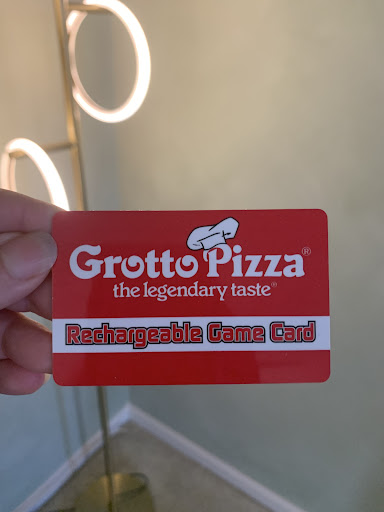 Grotto Pizza®
the legendary taste®
Rechargeable Game Card